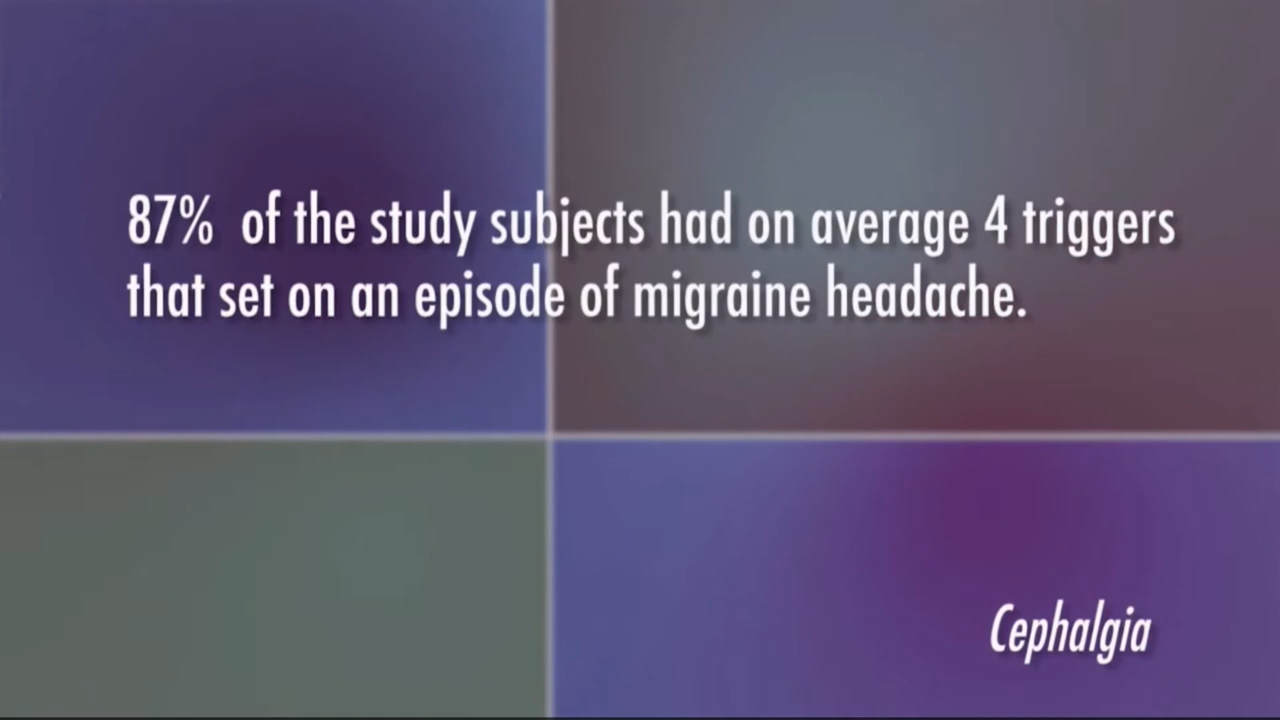 87% of the study subjects had on average 4 triggers
that set on an episode of migraine headache.
Cephalgia